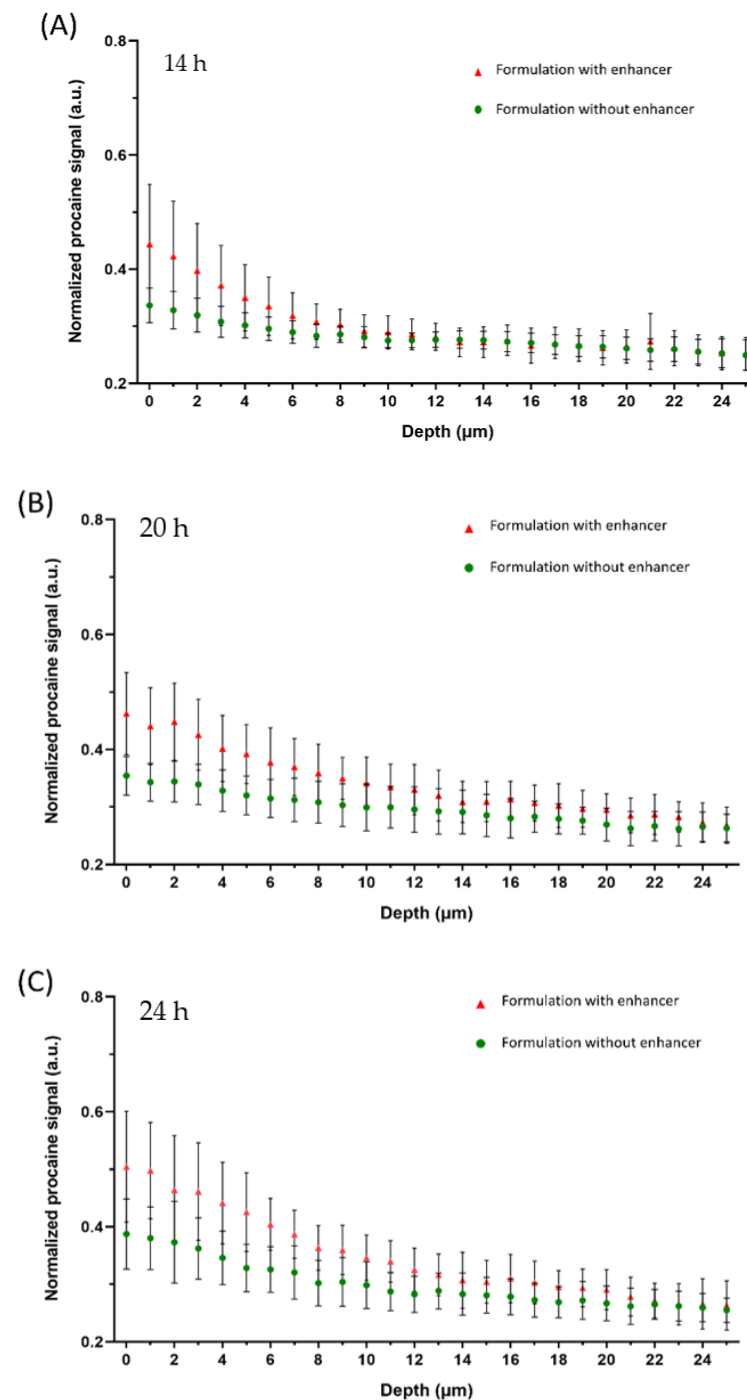 (A)
14 h
Formulation with enhancer
Formulation without enhancer
Normalized procaine signal (a.u.)
0.8
0.6
0.4
0.2
0 2 4 6 8 10 12 14 16 18 20 22 24
Depth (μm)
(B)
20 h
Formulation with enhancer
Formulation without enhancer
Normalized procaine signal (a.u.)
0.8
0.6
0.4
0.2
0 2 4 6 8 10 12 14 16 18 20 22 24
Depth (μm)
(C)
24 h
Formulation with enhancer
Formulation without enhancer
Normalized procaine signal (a.u.)
0.8
0.6
0.4
0.2
0 2 4 6 8 10 12 14 16 18 20 22 24
Depth (μm)